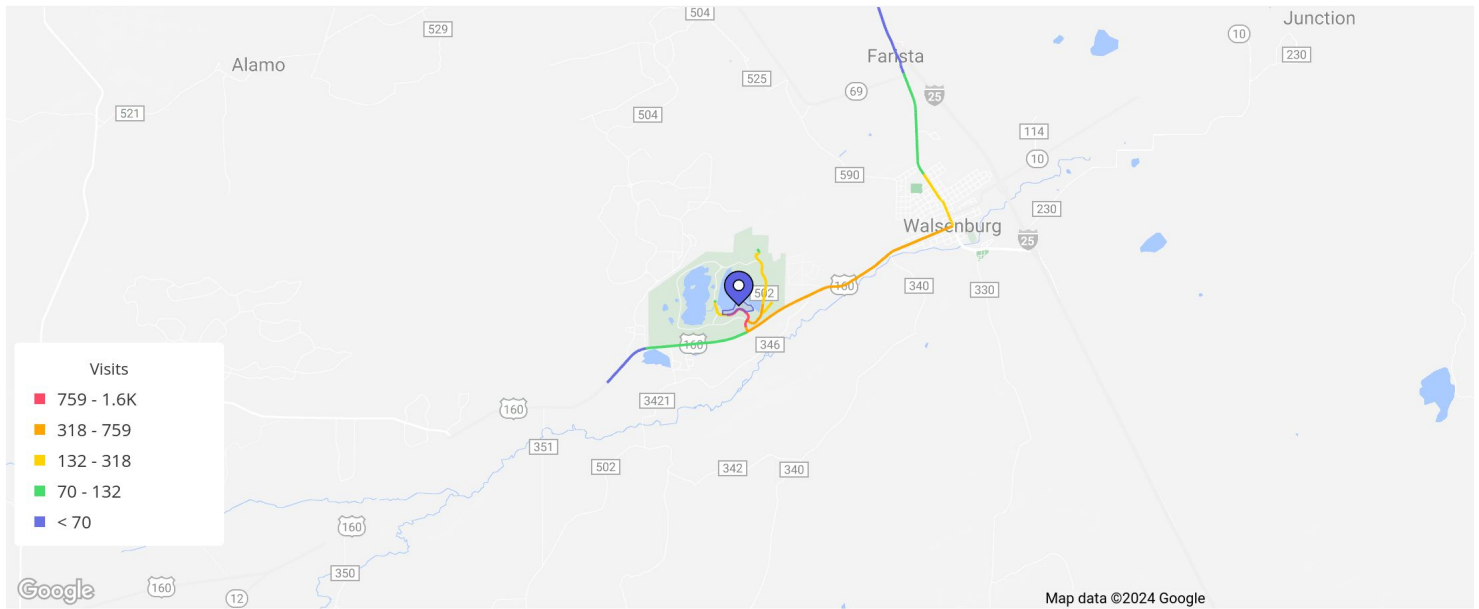 504
Junction
529
10
Farista
230
Alamo
525
69
25
521
504
114
10
590
230
Walsenburg
25
160
340
330
502
160
346
Visits
759 - 1.6K
318 - 759
132 - 318
70 - 132
< 70
3421
160
351
502
342
340
160
350
160
12
Google
Map data ©2024 Google